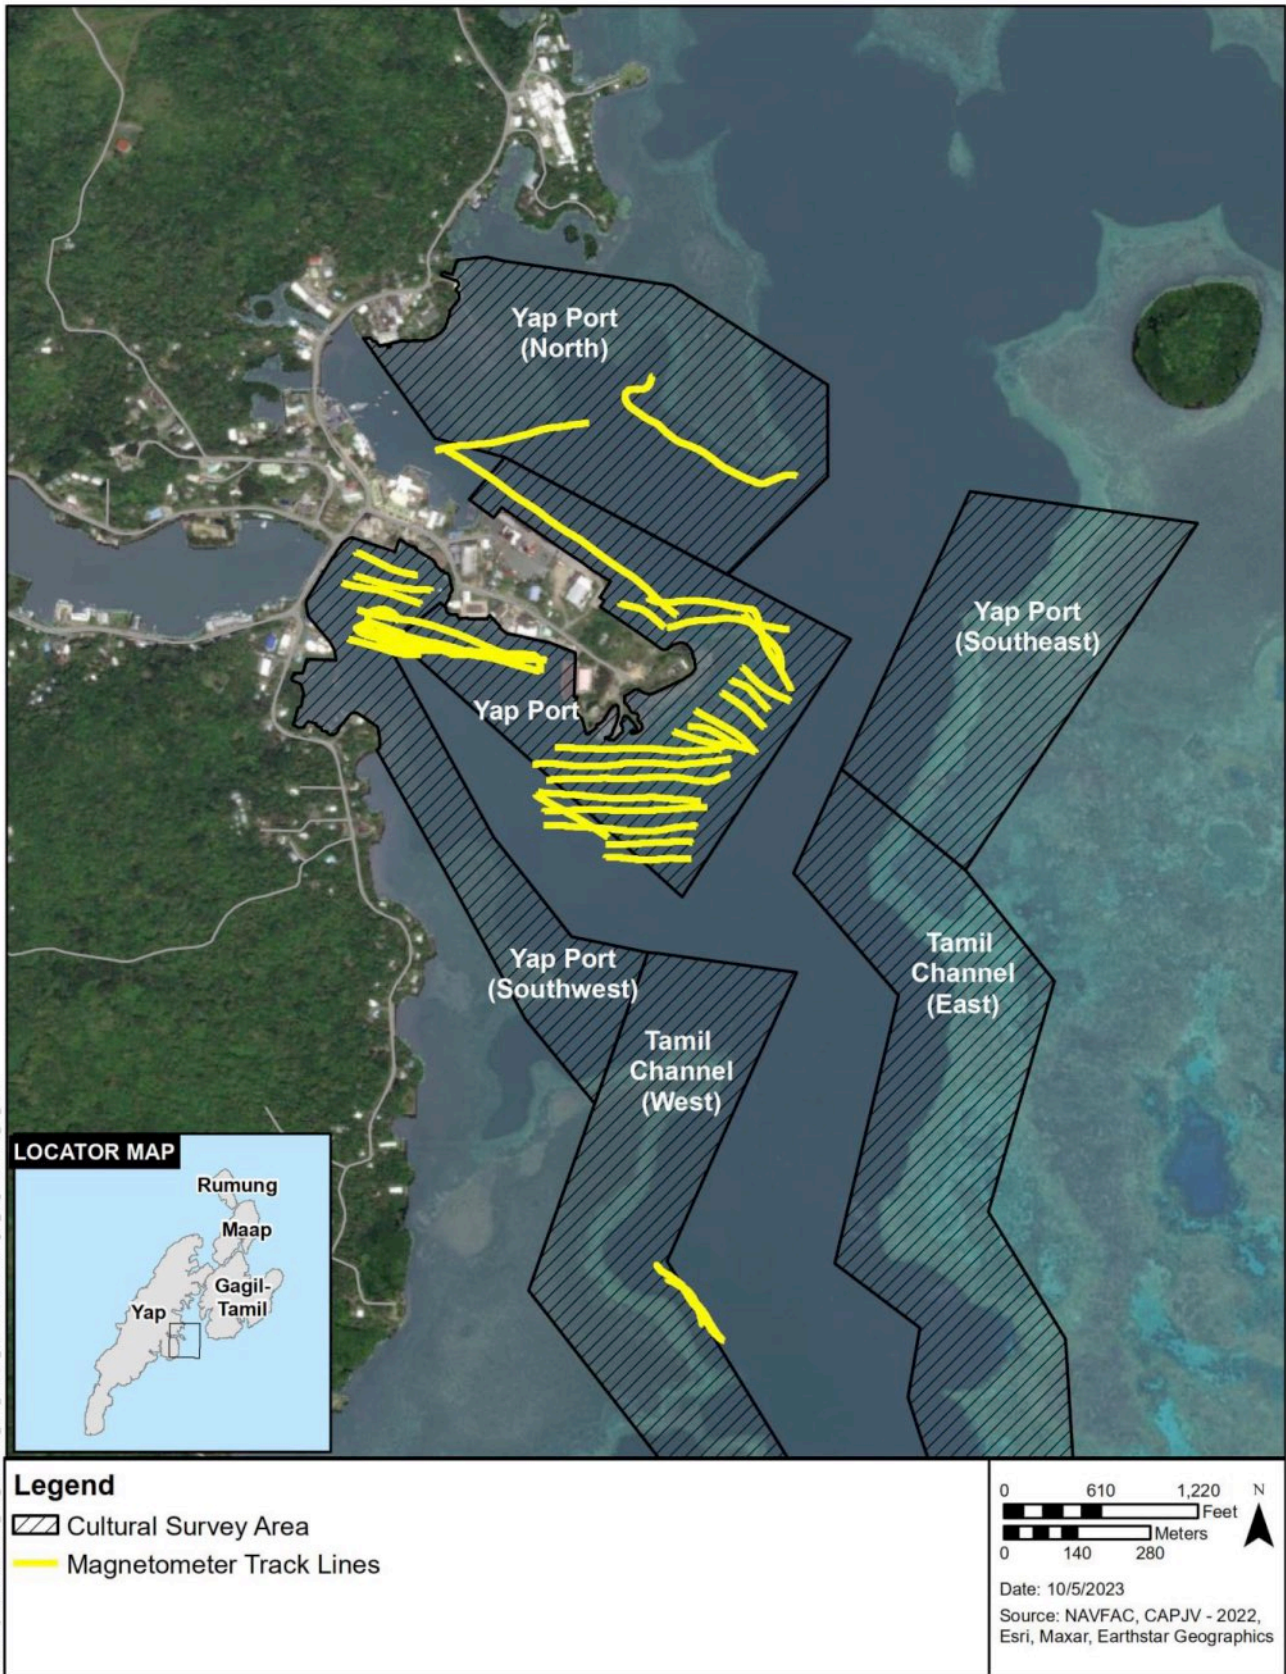 Yap Port
(North)
Yap Port
(Southeast)
Yap Port
Tamil
Channel
(East)
Yap Port
(Southwest)
Tamil
Channel
(West)
LOCATOR MAP
Rumung
Maap
Gagil-
Tamil
Yap
Legend
Cultural Survey Area
Magnetometer Track Lines
0 610 1,220
Feet
Meters
0 140 280
N
Date: 10/5/2023
Source: NAVFAC, CAPJV - 2022,
Esri, Maxar, Earthstar Geographics